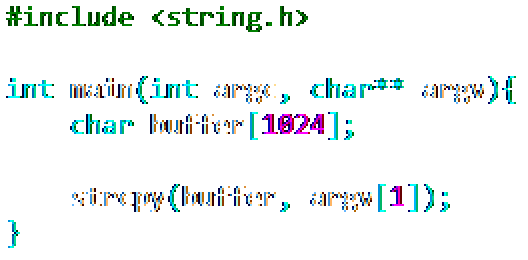 #include <string.h>
int main(int argc, char** argv){
char buffer[1024];
strcpy(buffer, argv[1]);
}